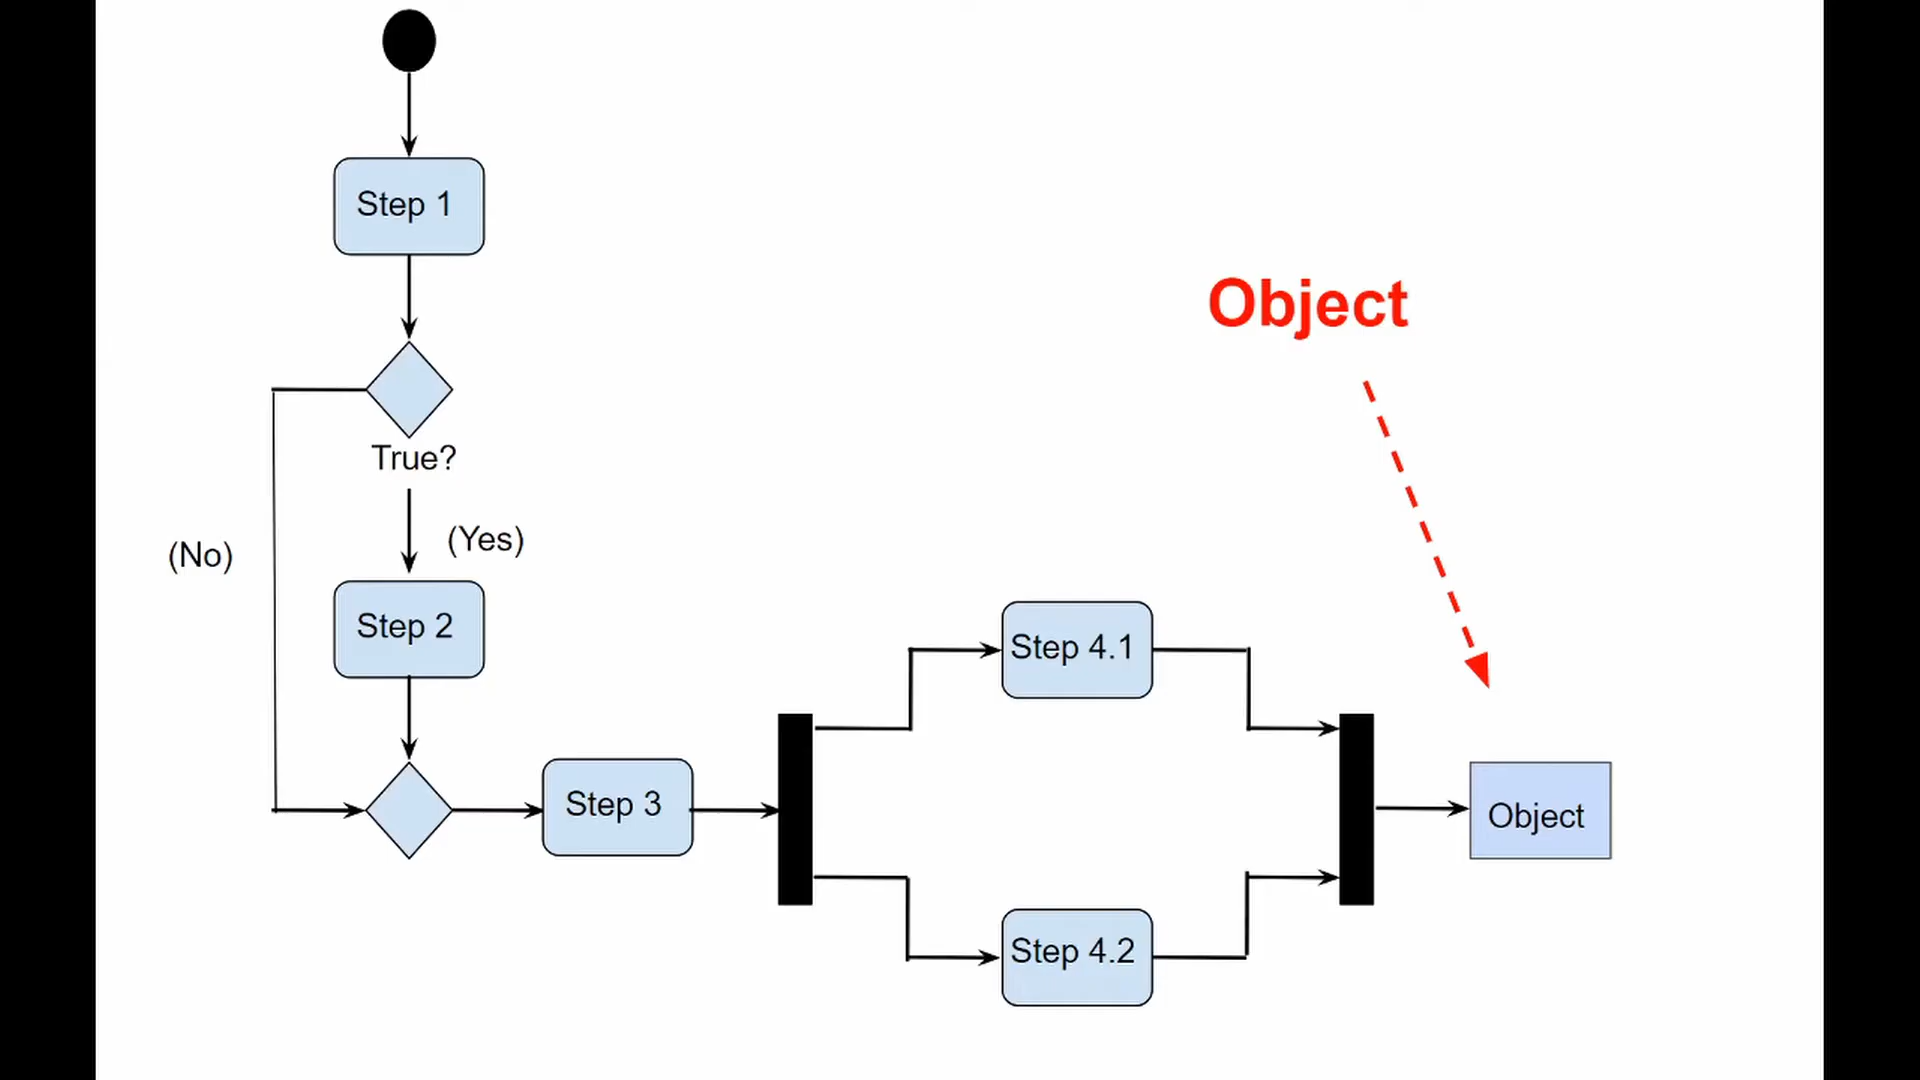 Step 1
Object
True?
(Yes)
(No)
Step 2
Step 4.1
Step 3
Object
Step 4.2